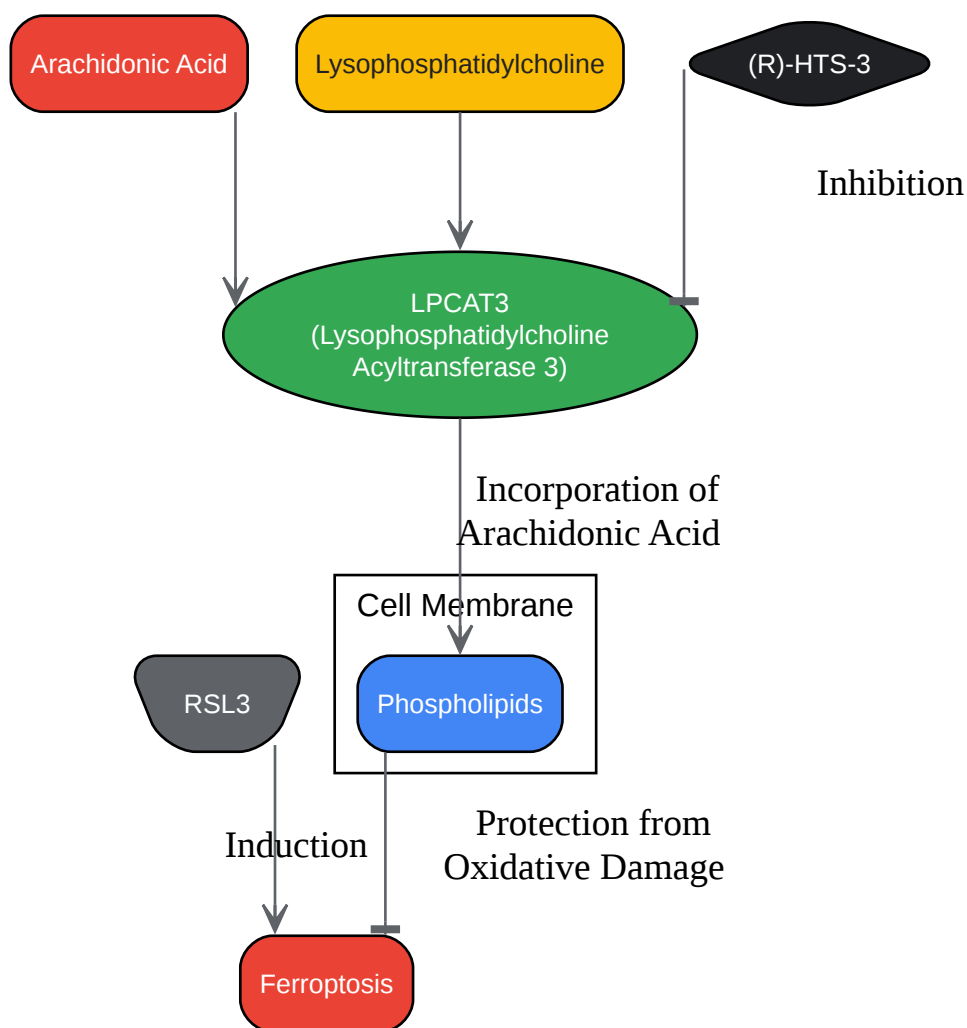 Arachidonic Acid
Lysophosphatidylcholine
(R)-HTS-3
Inhibition
LPCAT3
(Lysophosphatidylcholine
Acyltransferase 3)
Incorporation of
Arachidonic Acid
Cell Membrane
RSL3
Phospholipids
Induction
Protection from
Oxidative Damage
Ferroptosis